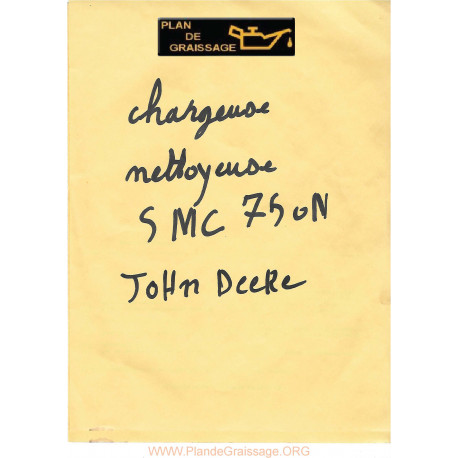 PLAN
DE
GRAISSAGE
chargeuse
nettoyeuse
SMC 750N
JOHn DEERe
www.PlandeGraissage.ORG